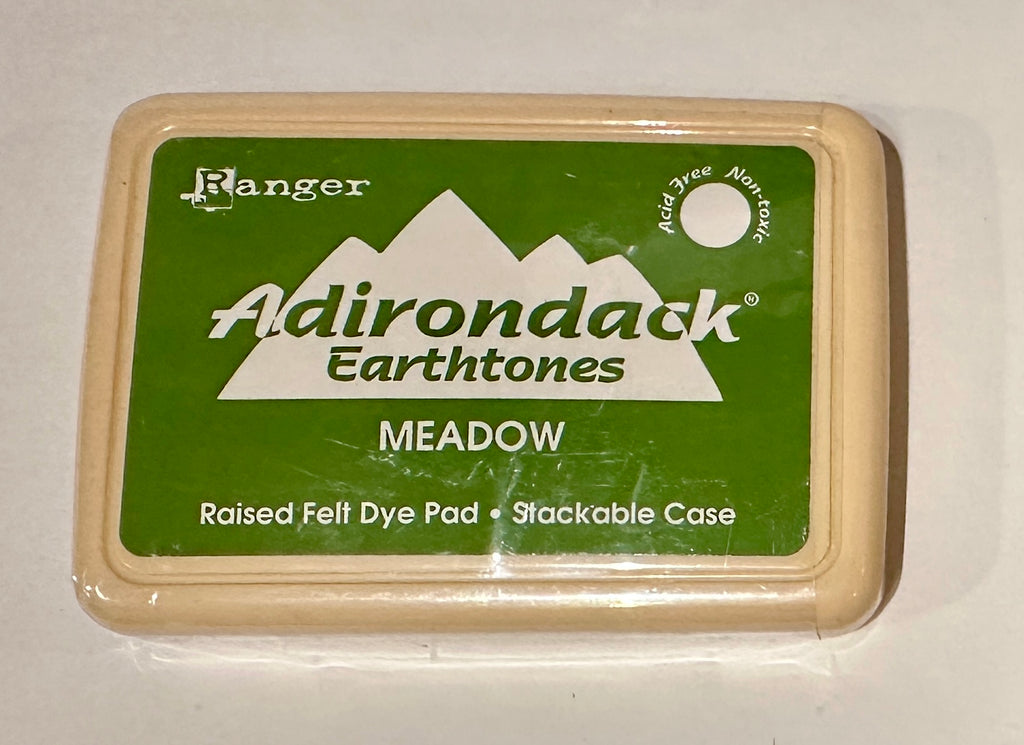 Ranger
Acid Free Non-toxic
Adirondack®
Earthtones
MEADOW
Raised Felt Dye Pad • Stackable Case